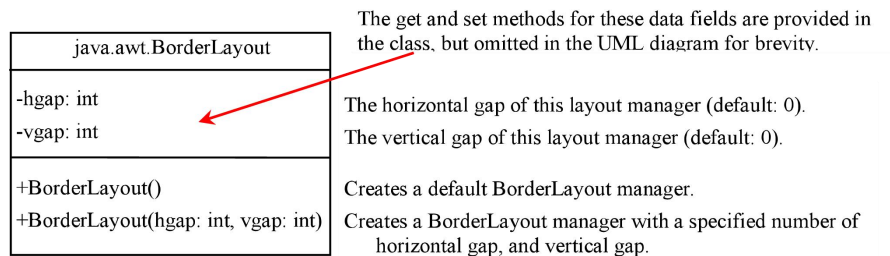 The get and set methods for these data fields are provided in
the class, but omitted in the UML diagram for brevity.
java.awt.BorderLayout
-hgap: int
The horizontal gap of this layout manager (default: 0).
-vgap: int
The vertical gap of this layout manager (default: 0).
+BorderLayout()
Creates a default BorderLayout manager.
+BorderLayout(hgap: int, vgap: int)
Creates a BorderLayout manager with a specified number of
horizontal gap, and vertical gap.